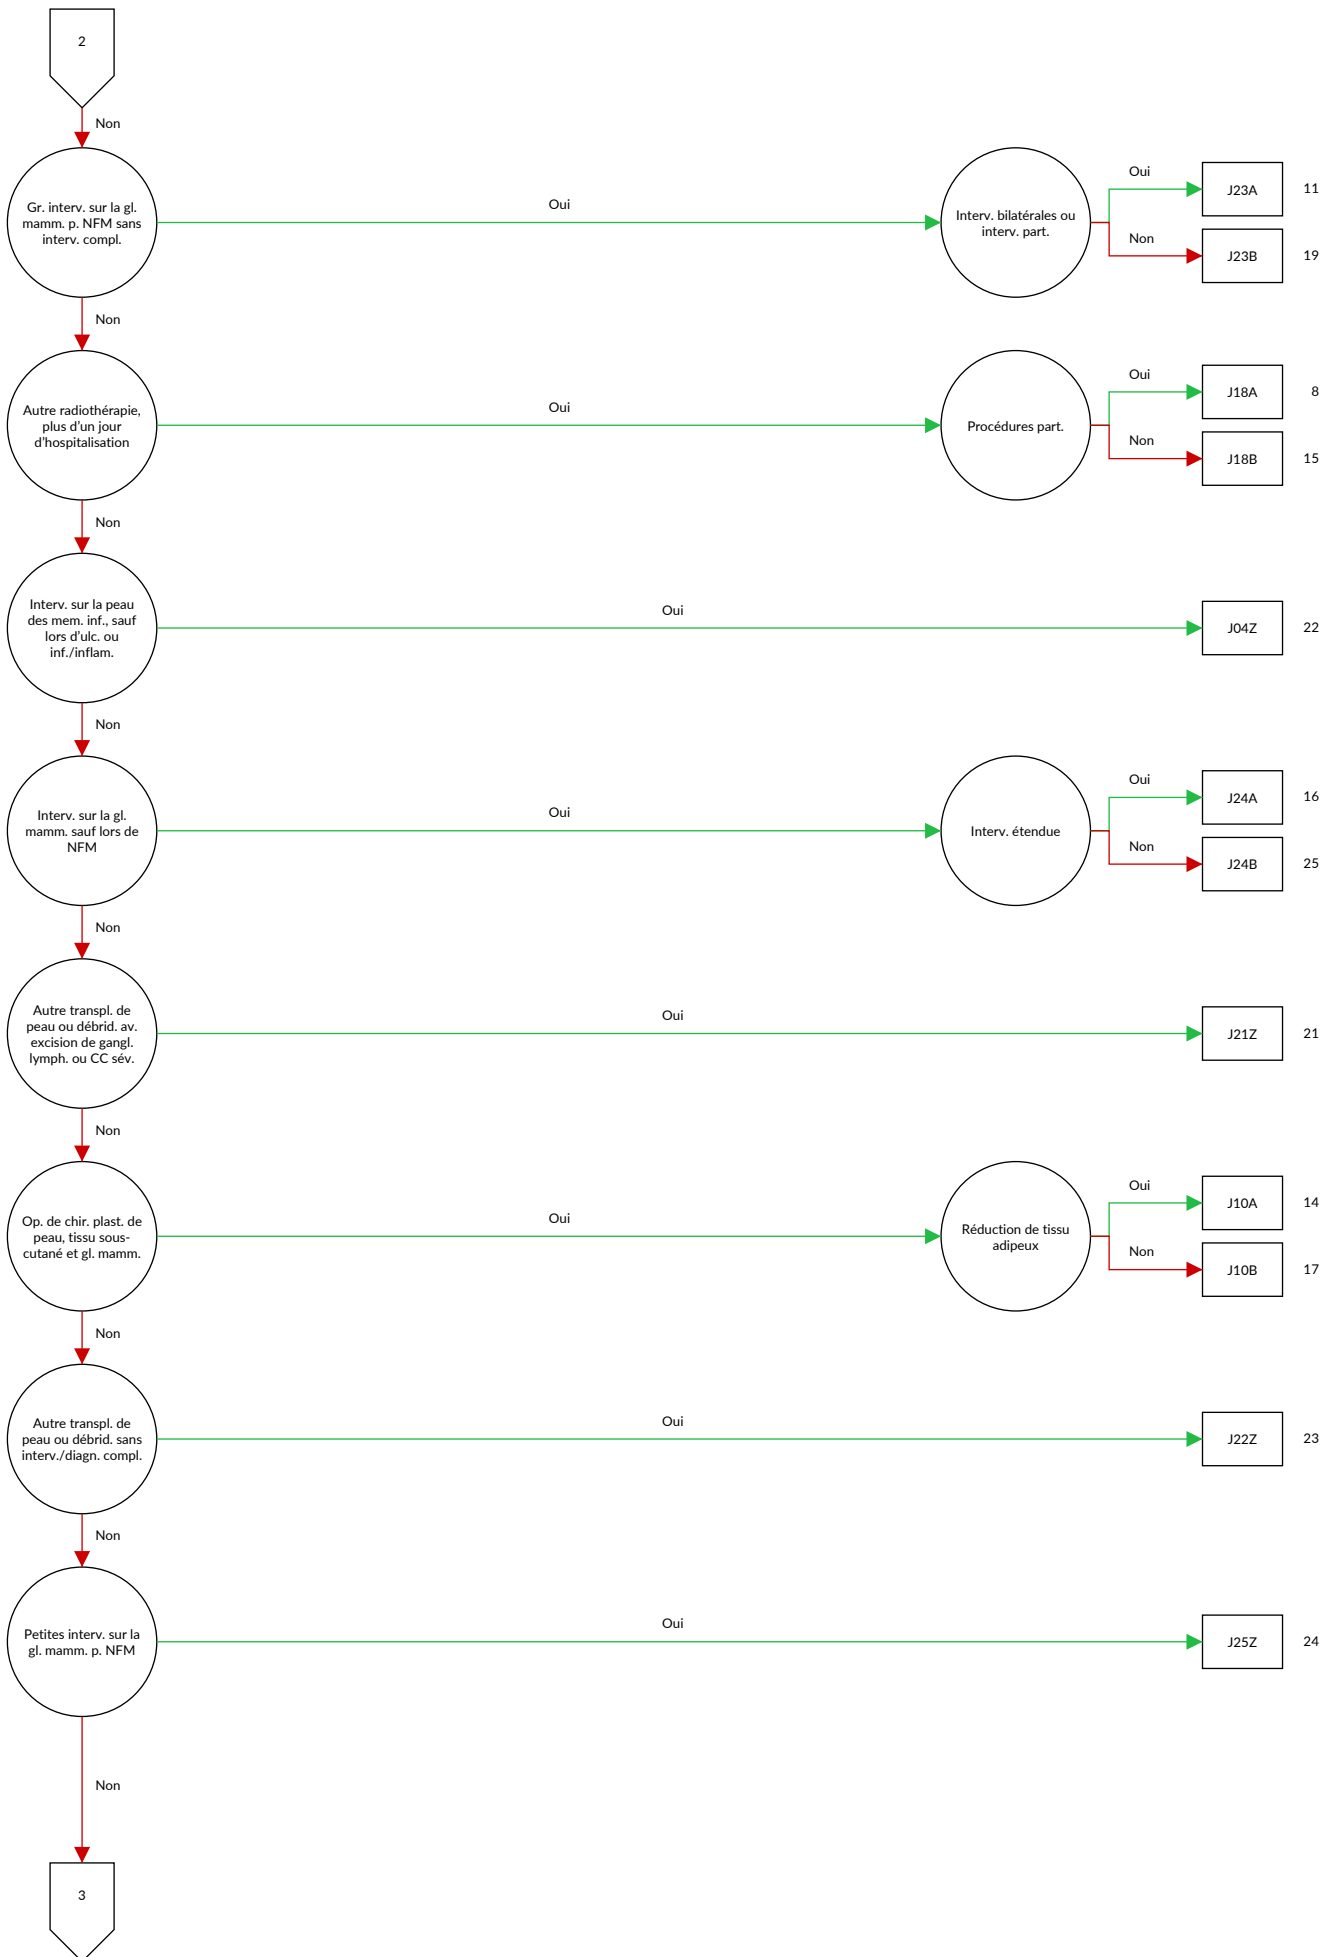 2
Non
Gr. interv. sur la gl.
mamm. p. NFM sans
interv. compl.
Oui
Interv. bilatérales ou
interv. part.
Oui
J23A
11
Non
J23B
19
Non
Autre radiothérapie,
plus d'un jour
d'hospitalisation
Oui
Procédures part.
Oui
J18A
8
Non
J18B
15
Non
Interv. sur la peau
des mem. inf., sauf
lors d'ulc. ou
inf./inflam.
Oui
J04Z
22
Non
Interv. sur la gl.
mamm. sauf lors de
NFM
Oui
Interv. étendue
Oui
J24A
16
Non
J24B
25
Non
Autre transpl. de
peau ou débrid. av.
excision de gangl.
lymph. ou CC sév.
Oui
J21Z
21
Non
Op. de chir. plast. de
peau, tissu sous-
cutané et gl. mamm.
Oui
Réduction de tissu
adipeux
Oui
J10A
14
Non
J10B
17
Non
Autre transpl. de
peau ou débrid. sans
interv./diagn. compl.
Oui
J22Z
23
Non
Petites interv. sur la
gl. mamm. p. NFM
Oui
J25Z
24
Non
3